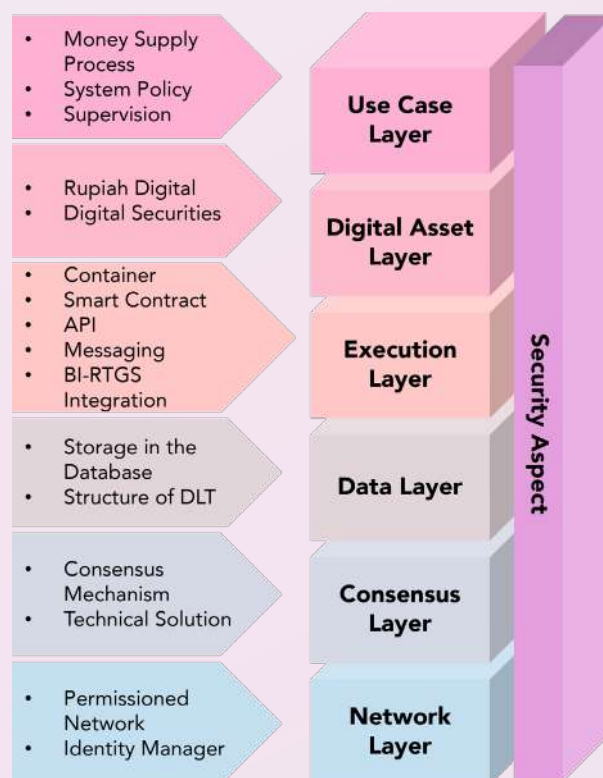 • Money Supply
Process
• System Policy
• Supervision
Use Case
Layer
• Rupiah Digital
• Digital Securities
Digital Asset
Layer
• Container
• Smart Contract
• API
• Messaging
• BI-RTGS
Integration
Execution
Layer
• Storage in the
Database
• Structure of DLT
Data Layer
• Consensus
Mechanism
• Technical Solution
Consensus
Layer
• Permissioned
Network
• Identity Manager
Network
Layer
Security Aspect